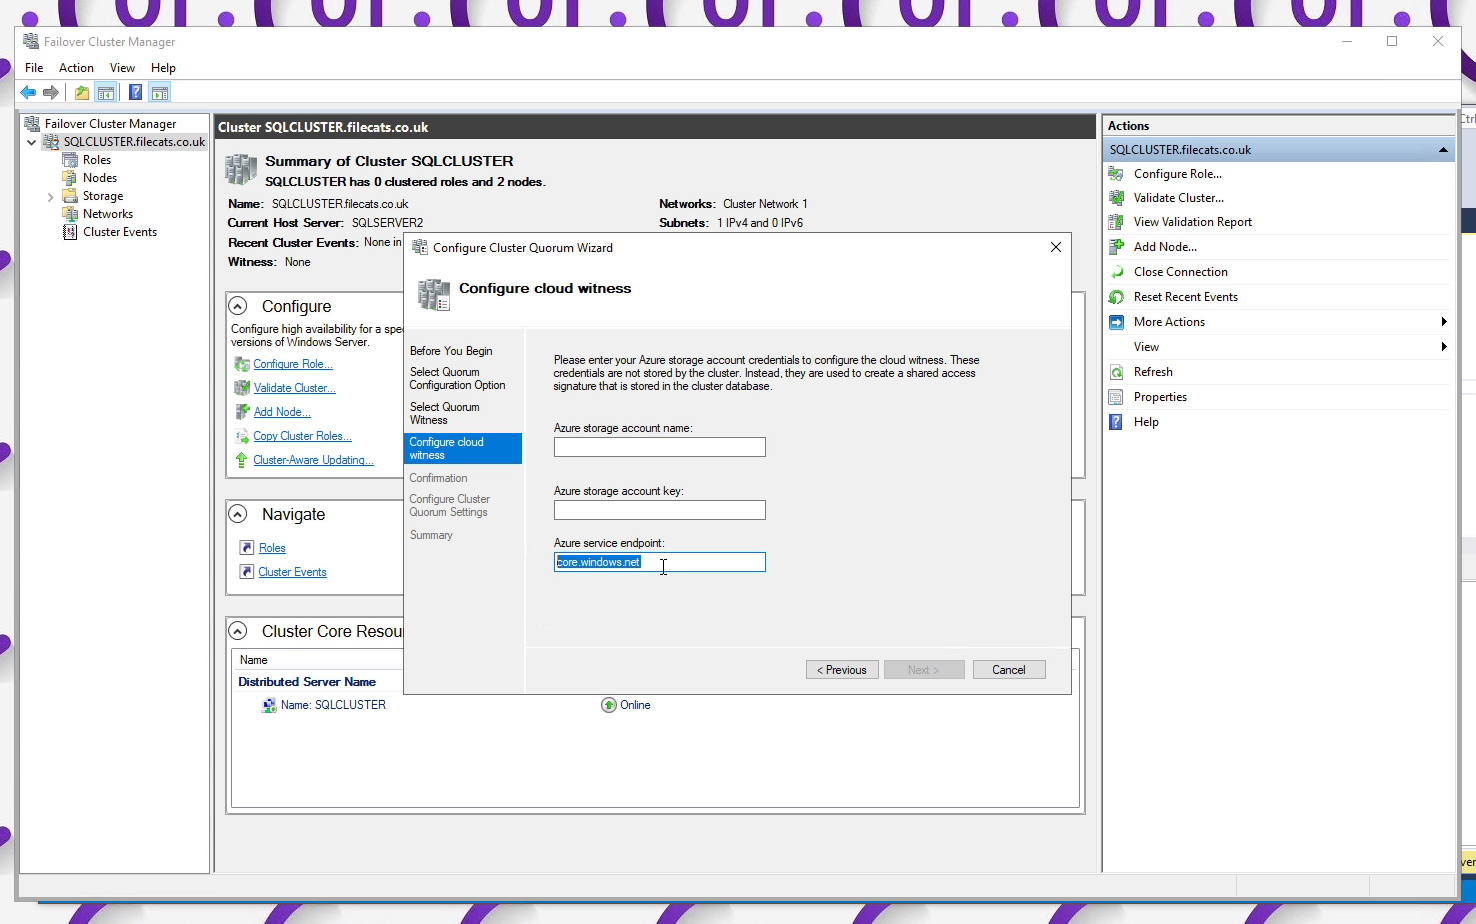 Failover Cluster Manager
File Action View Help
Failover Cluster Manager
SQLCLUSTER.filecats.co.uk
Roles
Nodes
Storage
Networks
Cluster Events
Cluster SQLCLUSTER.filecats.co.uk
Summary of Cluster SQLCLUSTER
SQLCLUSTER has 0 clustered roles and 2 nodes.
Name: SQLCLUSTER.filecats.co.uk
Networks: Cluster Network 1
Current Host Server: SQLSERVER2
Subnets: 1 IPv4 and 0 IPv6
Recent Cluster Events: None in
Witness: None
Configure
Configure high availability for a spe
versions of Windows Server.
Configure Role...
Validate Cluster...
Add Node...
Copy Cluster Roles...
Cluster-Aware Updating...
Navigate
Roles
Cluster Events
Cluster Core Resou
Name
Distributed Server Name
Name: SQLCLUSTER
Online
Configure Cluster Quorum Wizard
Configure cloud witness
Before You Begin
Select Quorum
Configuration Option
Select Quorum
Witness
Configure cloud
witness
Confirmation
Configure Cluster
Quorum Settings
Summary
Please enter your Azure storage account credentials to configure the cloud witness. These
credentials are not stored by the cluster. Instead, they are used to create a shared access
signature that is stored in the cluster database.
Azure storage account name:
Azure storage account key:
Azure service endpoint:
core.windows.net
< Previous
Next >
Cancel
Actions
SQLCLUSTER.filecats.co.uk
Configure Role...
Validate Cluster...
View Validation Report
Add Node...
Close Connection
Reset Recent Events
More Actions
View
Refresh
Properties
Help